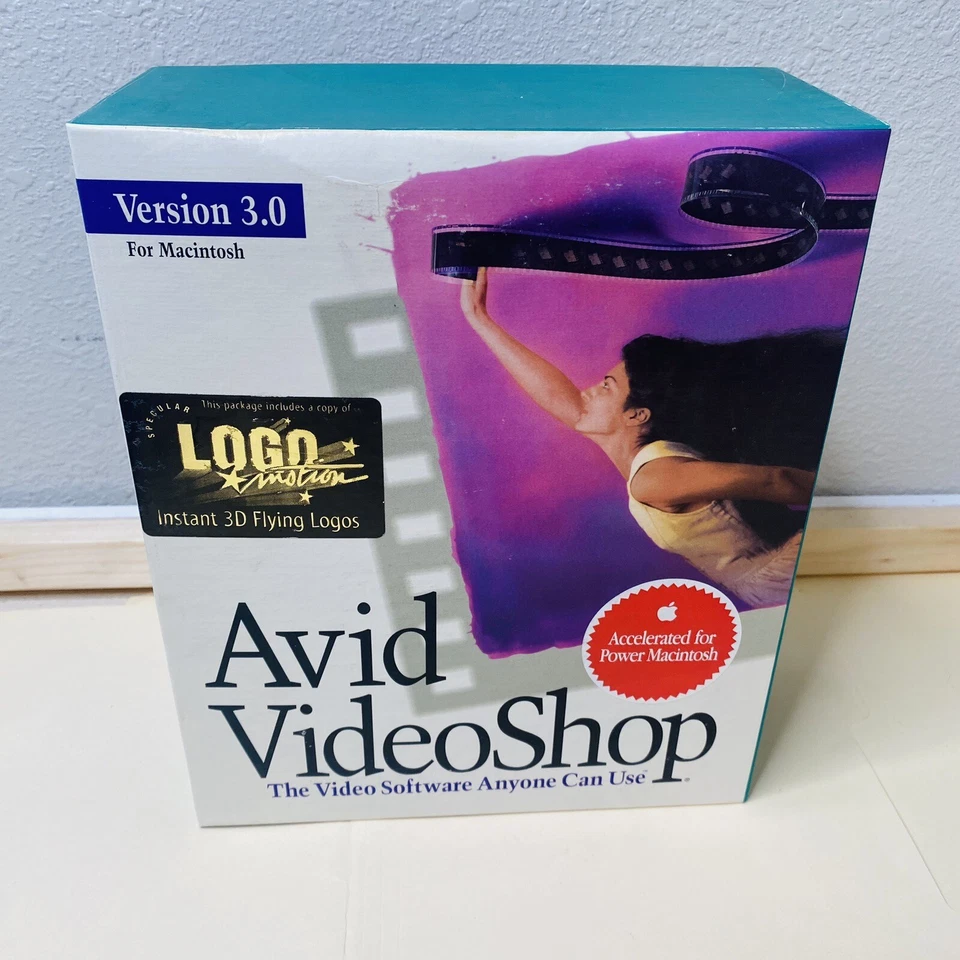 Version 3.0
For Macintosh
SPECULAR
This package includes a copy of...
LOGO
motion
Instant 3D Flying Logos
Accelerated for
Power Macintosh
Avid
VideoShop®
The Video Software Anyone Can Use™